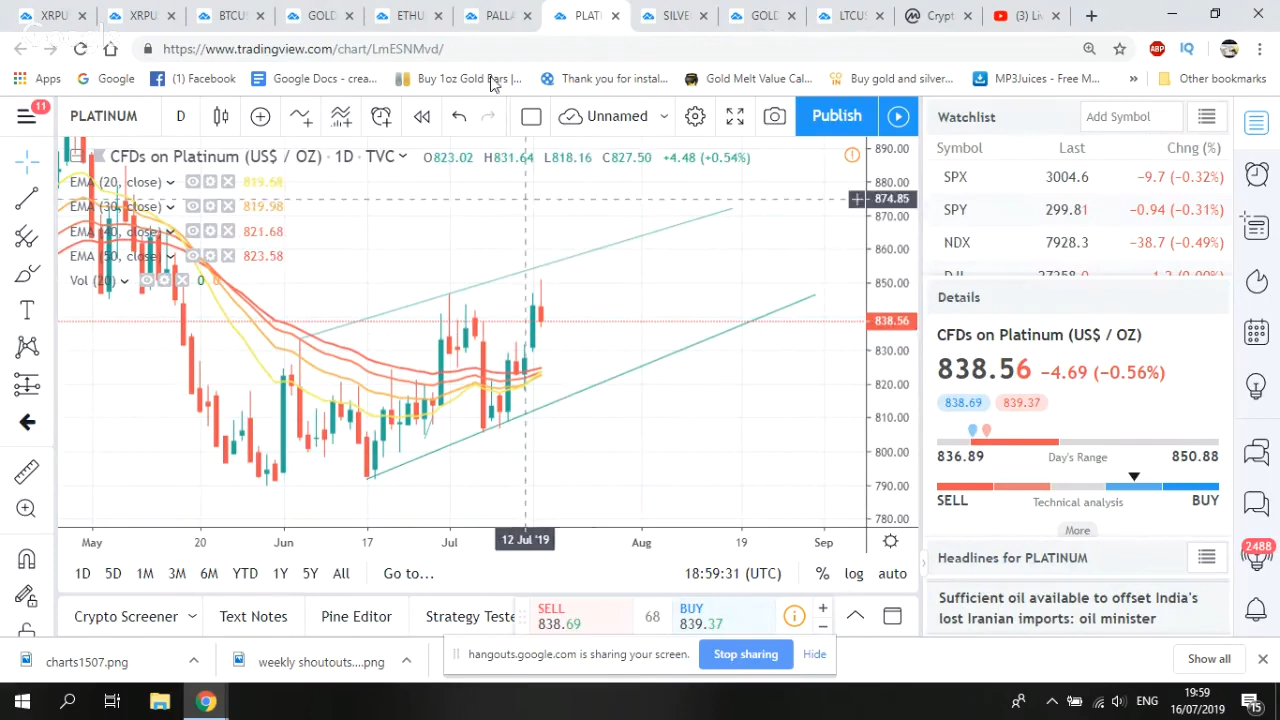 XRPU
XRPU
BTCUS
GOLD
ETHU
PALLA
PLATI
SILVE
GOLD
LTCUS
Crypt
(3) Li
https://www.tradingview.com/chart/LmESNMvd/
Apps
Google
(1) Facebook
Google Docs - crea...
Buy 1oz Gold Bars |...
Thank you for instal...
Gold Melt Value Cal...
Buy gold and silver...
MP3Juices - Free M...
»
Other bookmarks
11
PLATINUM
D
Unnamed
Publish
CFDs on Platinum (US$ / OZ) · 1D · TVC
O823.02 H831.64 L818.16 C827.50 +4.48 (+0.54%)
EMA (20, close) 819.68
EMA (30, close) 819.98
EMA (40, close) 821.68
EMA (50, close) 823.58
Vol (20) 0
890.00
880.00
874.85
870.00
860.00
850.00
838.56
830.00
820.00
810.00
800.00
790.00
780.00
May
20
Jun
17
Jul
12 Jul '19
Aug
19
Sep
1D 5D 1M 3M 6M YTD 1Y 5Y All Go to...
18:59:31 (UTC)
% log auto
Crypto Screener
Text Notes
Pine Editor
Strategy Teste
SELL
838.69
68
BUY
839.37
Watchlist
Add Symbol
Symbol Last Chng (%)
SPX 3004.6 −9.7 (−0.32%)
SPY 299.81 −0.94 (−0.31%)
NDX 7928.3 −38.7 (−0.49%)
Details
CFDs on Platinum (US$ / OZ)
838.56 −4.69 (−0.56%)
838.69 839.37
836.89 Day's Range 850.88
SELL Technical analysis BUY
More
Headlines for PLATINUM
Sufficient oil available to offset India's
lost Iranian imports: oil minister
2488
charts1507.png
weekly shoutouts....png
hangouts.google.com is sharing your screen.
Stop sharing
Hide
Show all
ENG
19:59
16/07/2019
15